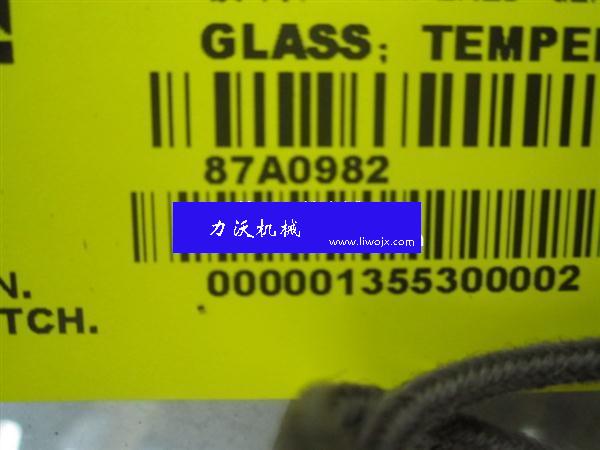 GLASS; TEMPE
87A0982
力沃机械
www.liwojx.com
000001355300002
N.
TCH.